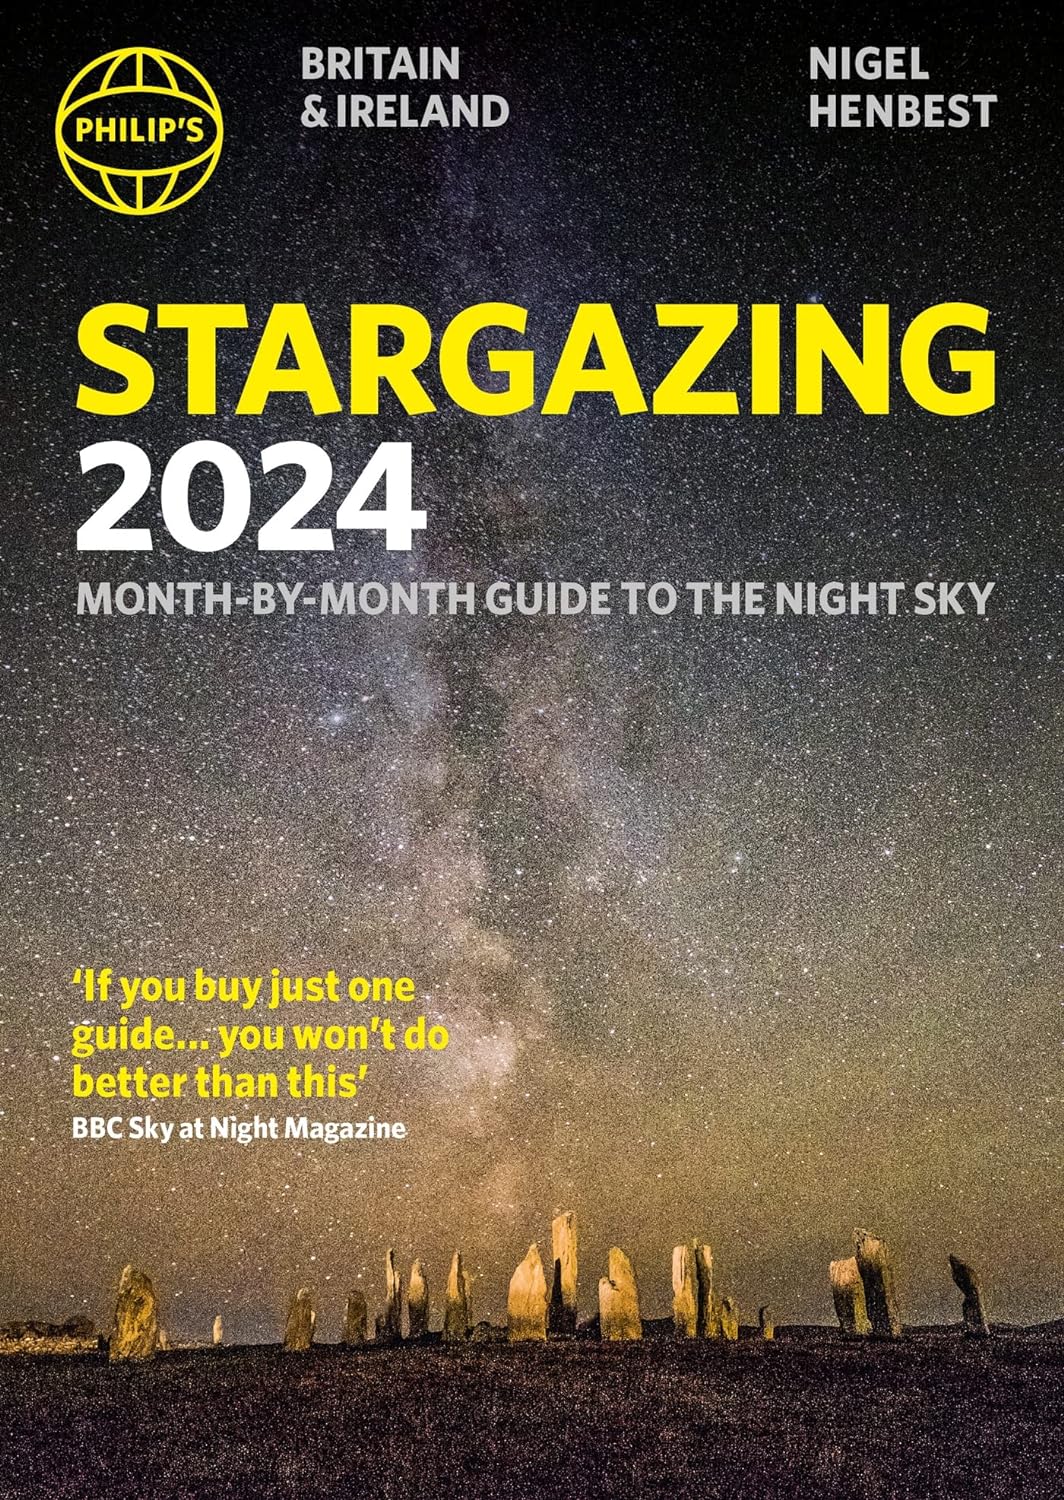 PHILIP'S
BRITAIN
& IRELAND
NIGEL
HENBEST
STARGAZING
2024
MONTH-BY-MONTH GUIDE TO THE NIGHT SKY
‘If you buy just one
guide... you won’t do
better than this’
BBC Sky at Night Magazine